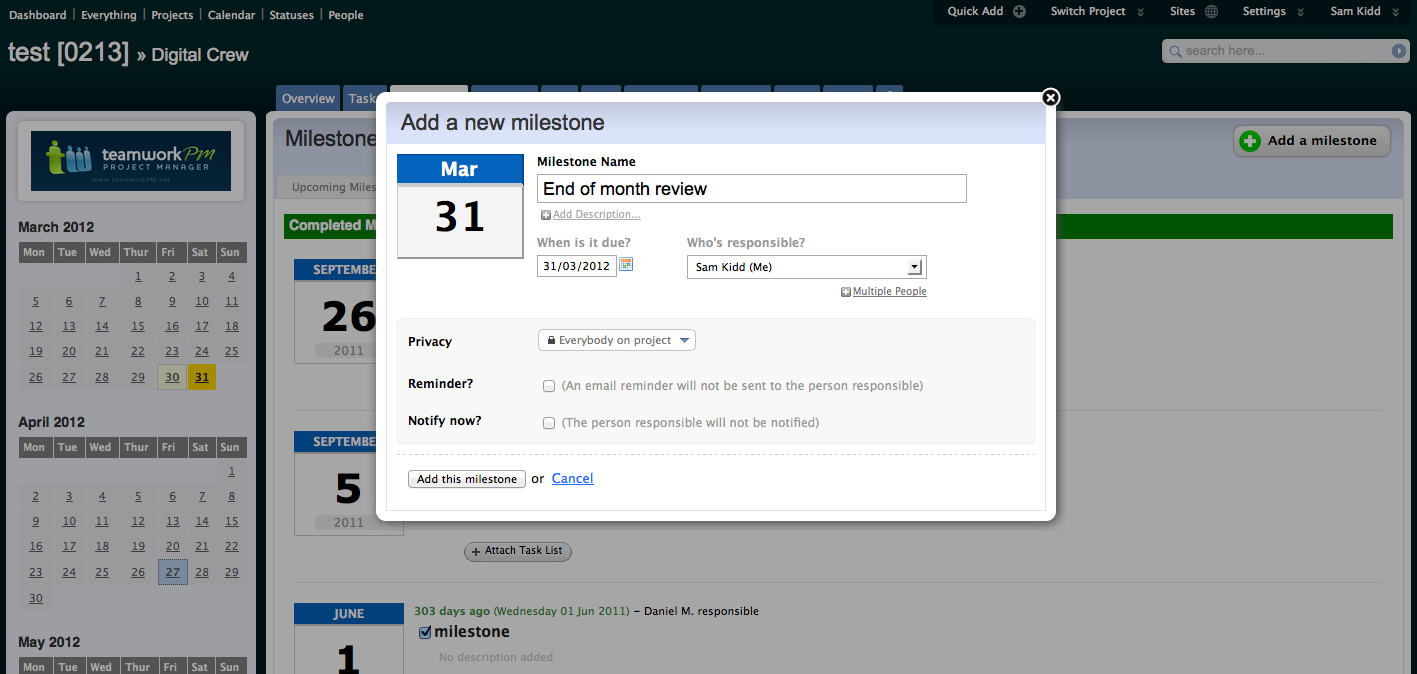 Dashboard | Everything | Projects | Calendar | Statuses | People
Quick Add Switch Project Sites Settings Sam Kidd
test [0213] » Digital Crew
search here...
Overview Task
teamworkPM
PROJECT MANAGER
www.teamworkPM.net
March 2012
Mon Tue Wed Thur Fri Sat Sun
1 2 3 4
5 6 7 8 9 10 11
12 13 14 15 16 17 18
19 20 21 22 23 24 25
26 27 28 29 30 31
April 2012
Mon Tue Wed Thur Fri Sat Sun
1
2 3 4 5 6 7 8
9 10 11 12 13 14 15
16 17 18 19 20 21 22
23 24 25 26 27 28 29
30
May 2012
Mon Tue Wed Thur Fri Sat Sun
Milestone
Add a milestone
Upcoming Miles
Completed M
SEPTEMBE
26
2011
SEPTEMBE
5
2011
Add a new milestone
Mar
31
Milestone Name
End of month review
Add Description...
When is it due?
31/03/2012
Who's responsible?
Sam Kidd (Me)
Multiple People
Privacy
Everybody on project
Reminder?
(An email reminder will not be sent to the person responsible)
Notify now?
(The person responsible will not be notified)
Add this milestone or Cancel
+ Attach Task List
JUNE
1
303 days ago (Wednesday 01 Jun 2011) – Daniel M. responsible
milestone
No description added